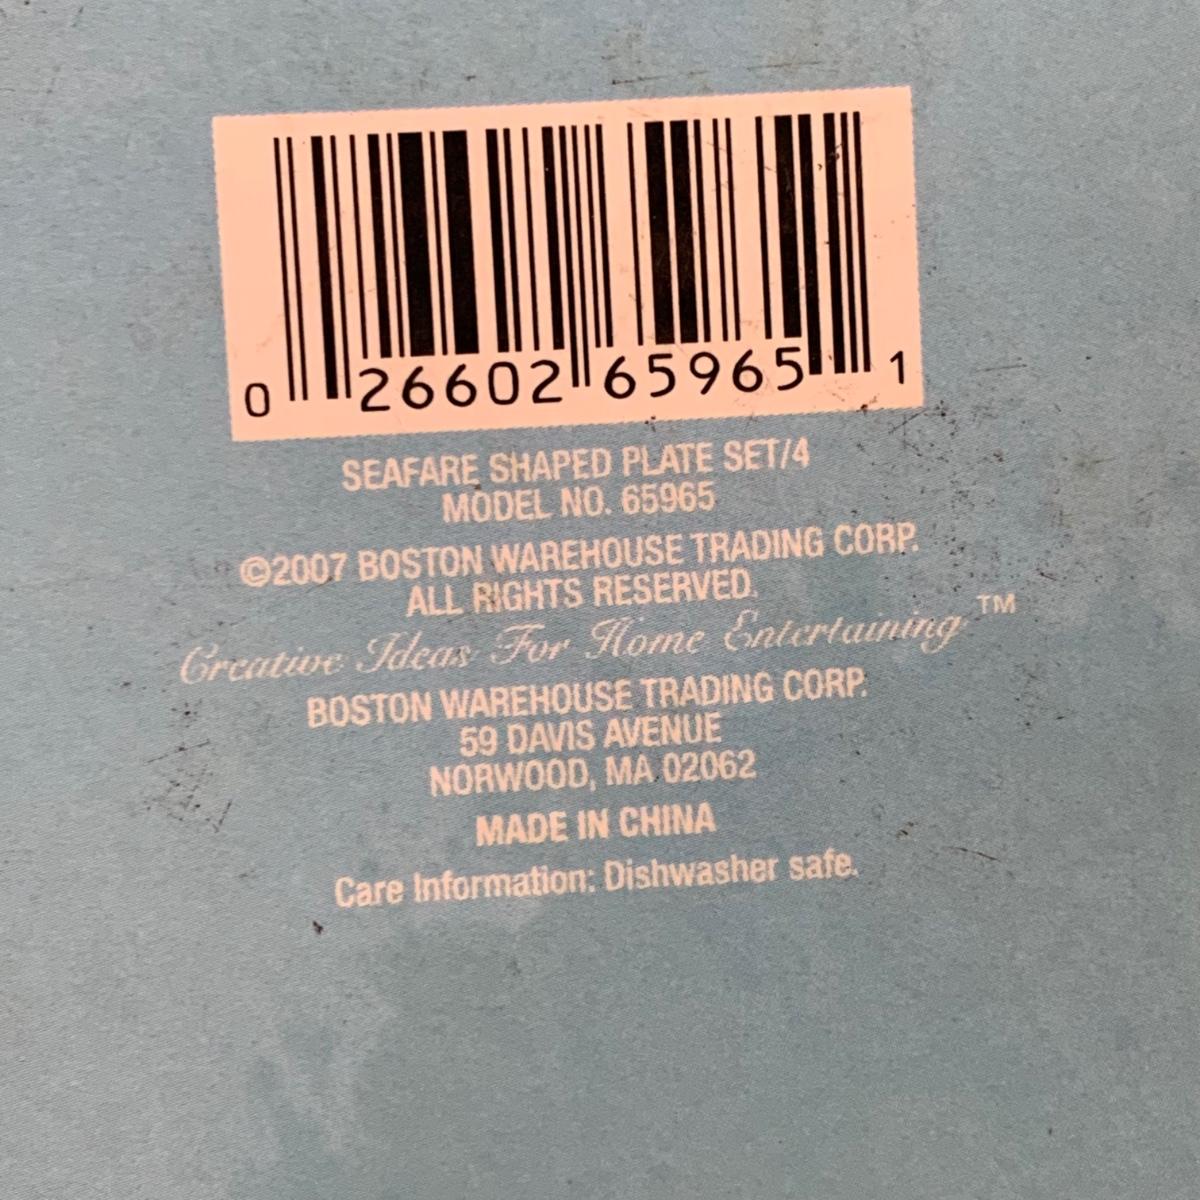 0 26602 65965 1
SEAFARE SHAPED PLATE SET/4
MODEL NO. 65965
©2007 BOSTON WAREHOUSE TRADING CORP.
ALL RIGHTS RESERVED.
Creative Ideas For Home Entertaining.™
BOSTON WAREHOUSE TRADING CORP.
59 DAVIS AVENUE
NORWOOD, MA 02062
MADE IN CHINA
Care Information: Dishwasher safe.